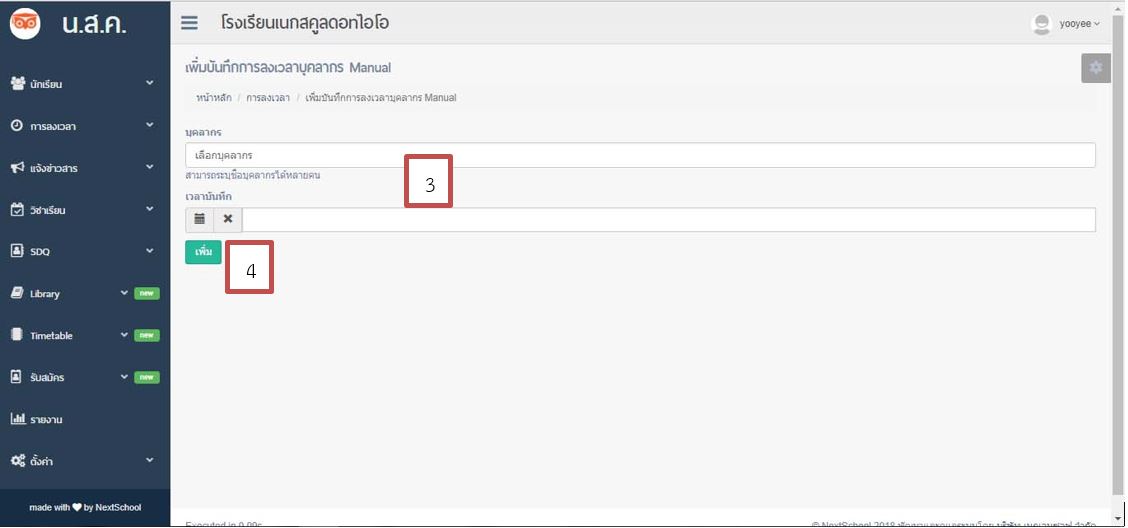 น.ส.ค.
โรงเรียนเนกสคูลดอทไอโอ
yooyee
เพิ่มบันทึกการลงเวลาบุคลากร Manual
หน้าหลัก / การลงเวลา / เพิ่มบันทึกการลงเวลาบุคลากร Manual
นักเรียน
การลงเวลา
แจ้งข่าวสาร
วิชาเรียน
SDQ
Library new
Timetable new
รับสมัคร new
รายงาน
ตั้งค่า
made with by NextSchool
บุคลากร
เลือกบุคลากร
สามารถระบุชื่อบุคลากรได้หลายคน
3
เวลาบันทึก
เพิ่ม
4
Executed in 9.99s
© NextSchool 2018